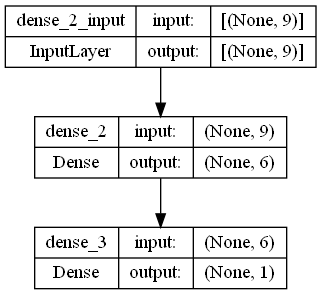 dense_2_input input: [(None, 9)]
InputLayer output: [(None, 9)]
dense_2 input: (None, 9)
Dense output: (None, 6)
dense_3 input: (None, 6)
Dense output: (None, 1)